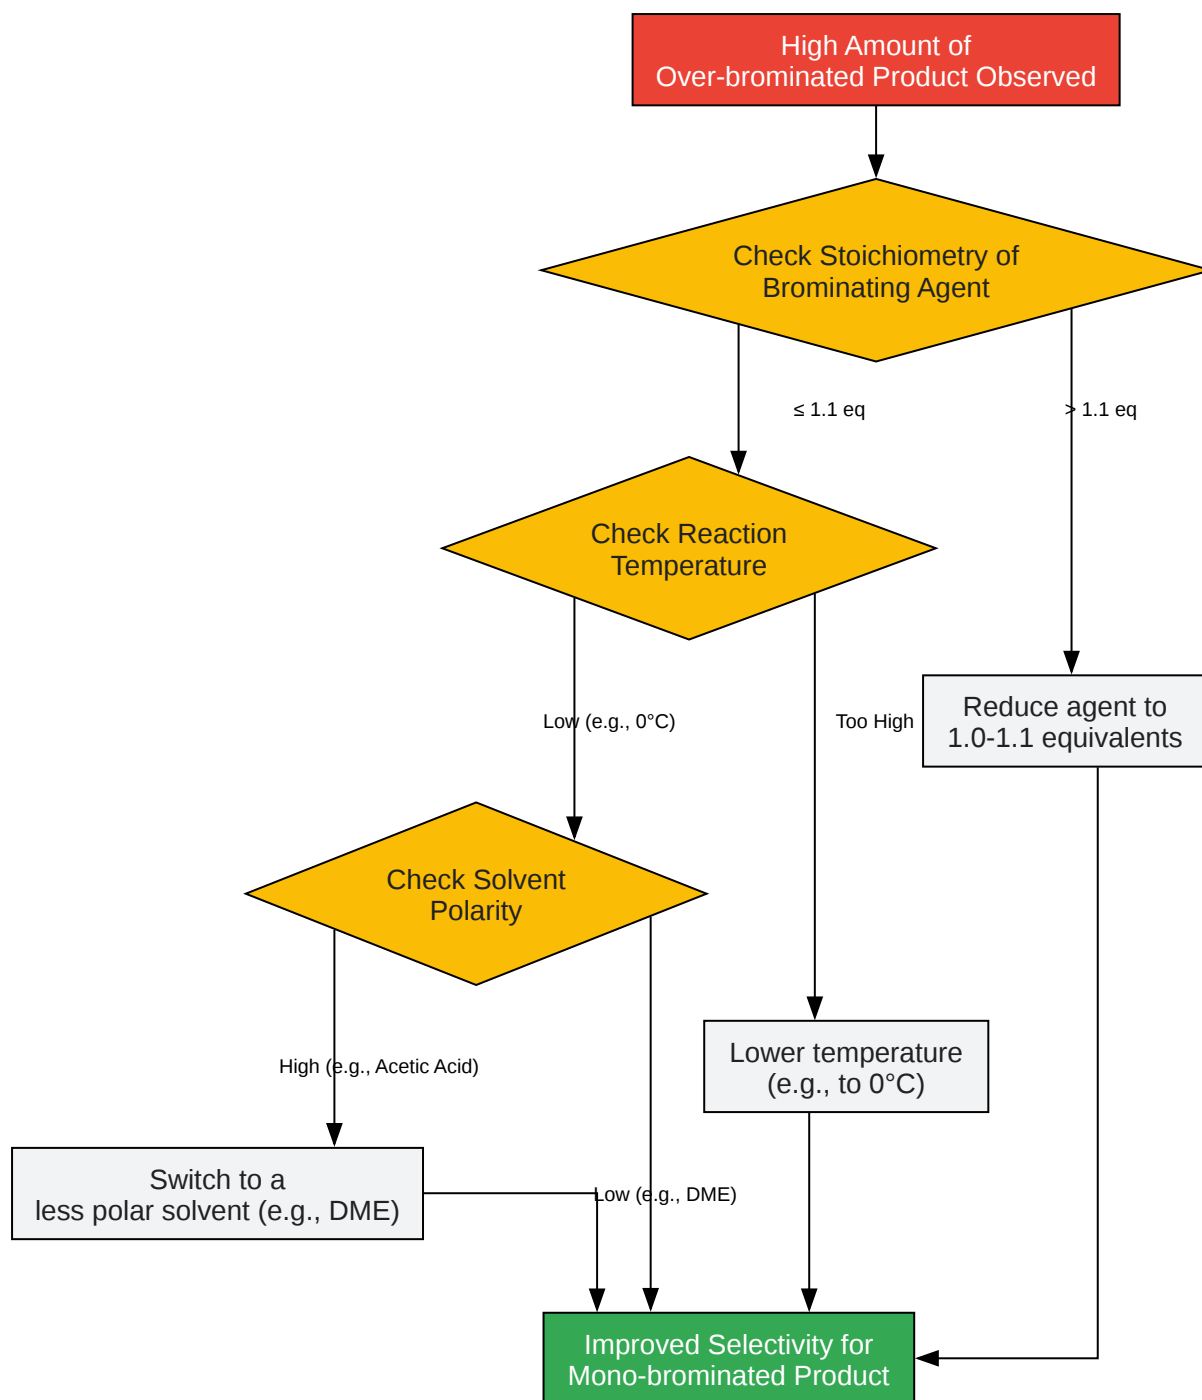 High Amount of
Over-brominated Product Observed
Check Stoichiometry of
Brominating Agent
≤ 1.1 eq
> 1.1 eq
Check Reaction
Temperature
Low (e.g., 0°C)
Too High
Reduce agent to
1.0-1.1 equivalents
Check Solvent
Polarity
Lower temperature
(e.g., to 0°C)
High (e.g., Acetic Acid)
Switch to a
less polar solvent (e.g., DME)
Low (e.g., DME)
Improved Selectivity for
Mono-brominated Product